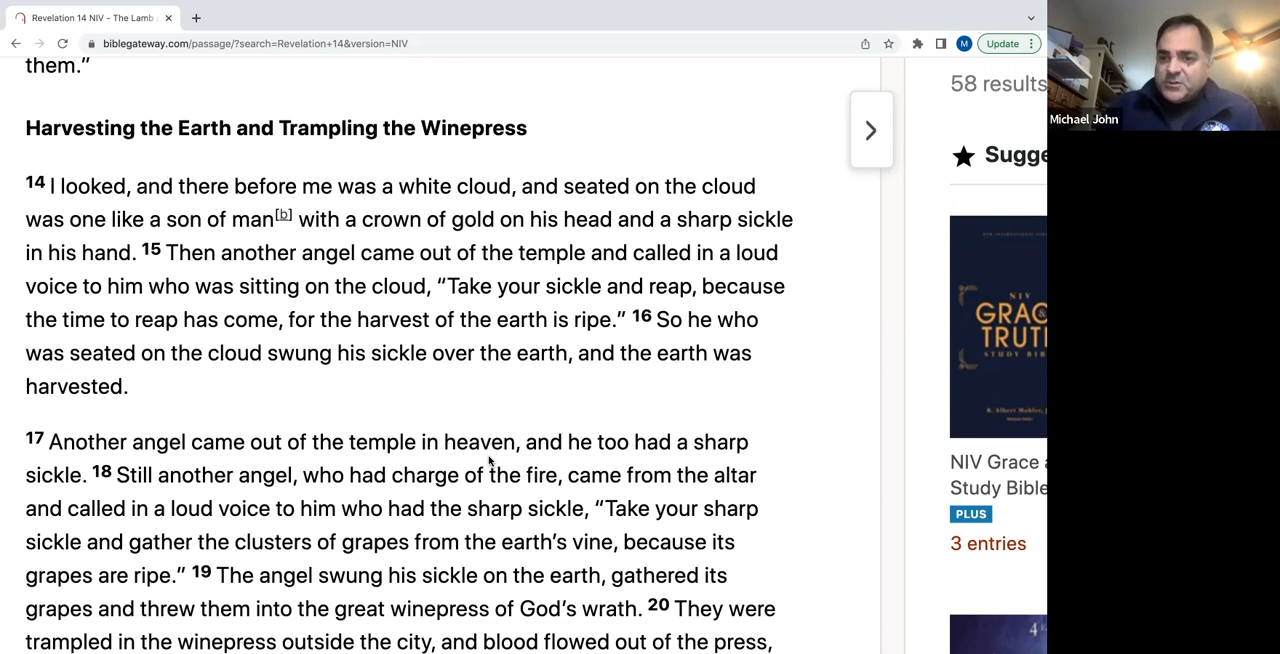 Revelation 14 NIV - The Lamb
biblegateway.com/passage/?search=Revelation+14&version=NIV
M
Update
them.”
58 results
Michael John
Harvesting the Earth and Trampling the Winepress
Sugge
14 I looked, and there before me was a white cloud, and seated on the cloud
was one like a son of man[b] with a crown of gold on his head and a sharp sickle
in his hand. 15 Then another angel came out of the temple and called in a loud
voice to him who was sitting on the cloud, “Take your sickle and reap, because
the time to reap has come, for the harvest of the earth is ripe.” 16 So he who
was seated on the cloud swung his sickle over the earth, and the earth was
harvested.
17 Another angel came out of the temple in heaven, and he too had a sharp
sickle. 18 Still another angel, who had charge of the fire, came from the altar
and called in a loud voice to him who had the sharp sickle, “Take your sharp
sickle and gather the clusters of grapes from the earth’s vine, because its
grapes are ripe.” 19 The angel swung his sickle on the earth, gathered its
grapes and threw them into the great winepress of God’s wrath. 20 They were
trampled in the winepress outside the city, and blood flowed out of the press,
NIV
GRAC
&
TRUTH
STUDY BIB
R. Albert Mohler, J
NIV Grace a
Study Bible
PLUS
3 entries
4